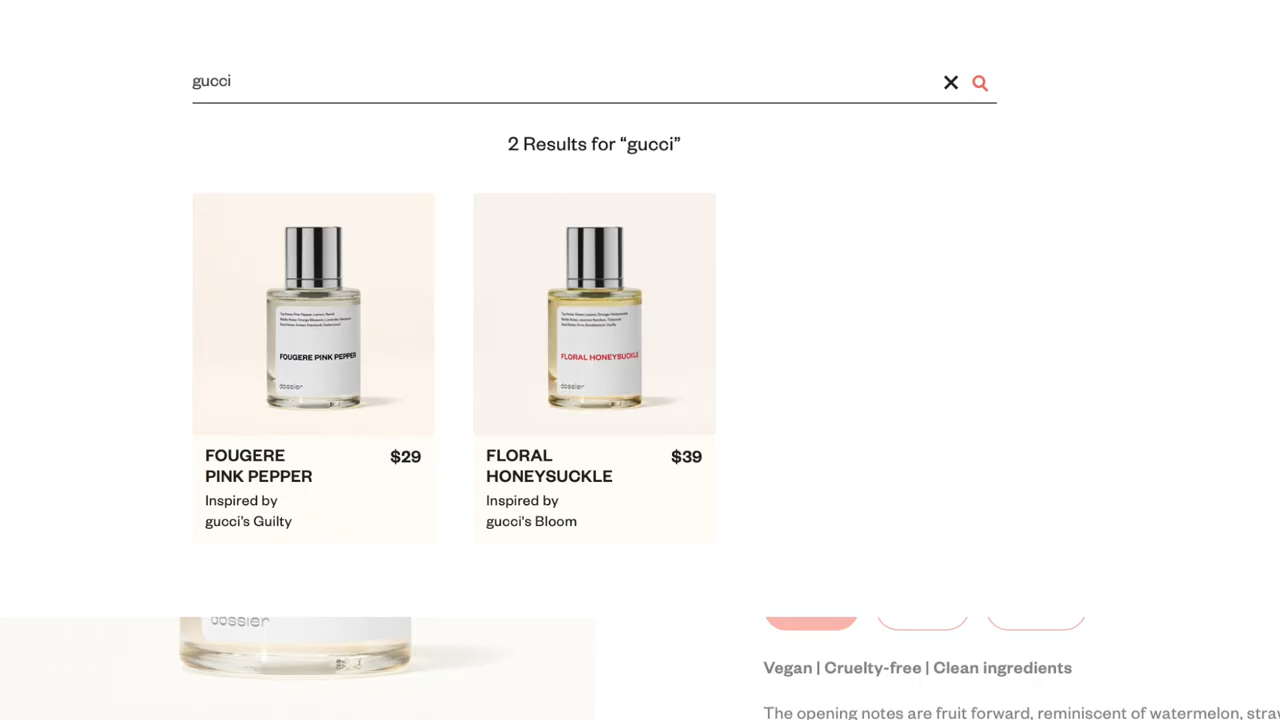 gucci
2 Results for “gucci”
FOUGERE PINK PEPPER
dossier
FLORAL HONEYSUCKLE
dossier
FOUGERE
PINK PEPPER
$29
Inspired by
gucci's Guilty
FLORAL
HONEYSUCKLE
$39
Inspired by
gucci's Bloom
dossier
Vegan | Cruelty-free | Clean ingredients
The opening notes are fruit forward, reminiscent of watermelon,